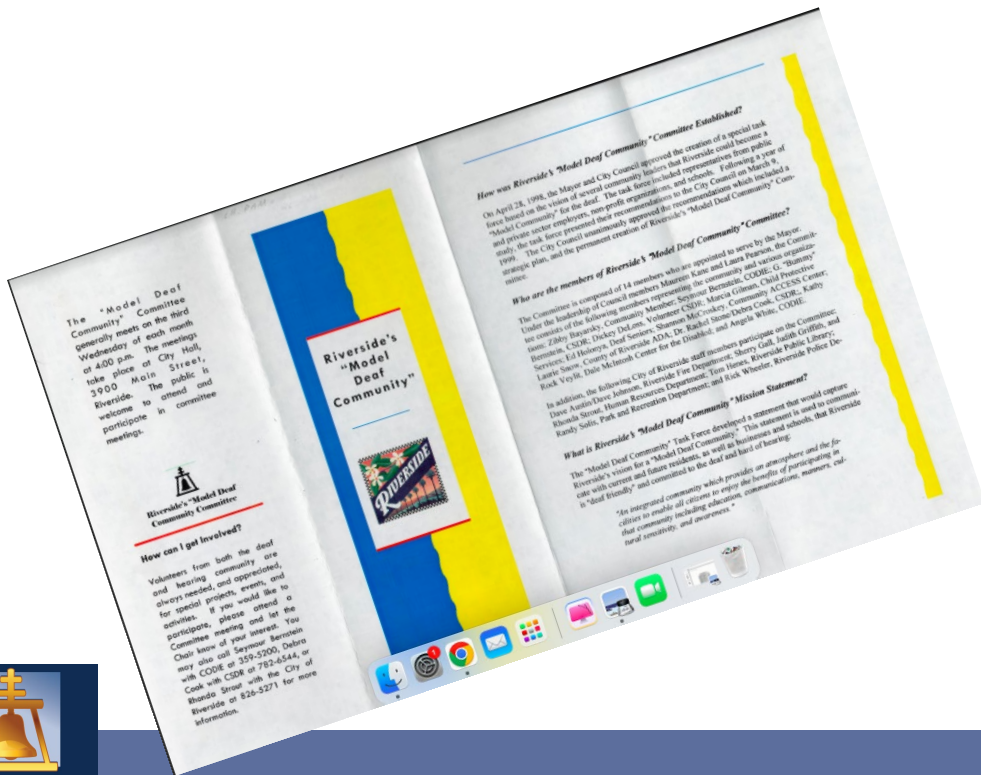 The "Model Deaf
Community" Committee
generally meets on the third
Wednesday of each month
at 4:00 p.m. The meetings
take place at City Hall,
3900 Main Street,
Riverside. The public is
welcome to attend and
participate in committee
meetings.
Riverside's "Model Deaf
Community Committee
How can I get Involved?
Volunteers from both the deaf
and hearing community are
always needed, and appreciated,
for special projects, events, and
activities. If you would like to
participate, please attend a
Committee meeting and let the
Chair know of your interest. You
may also call Seymour Bernstein
with CODIE at 359-5200, Debra
Cook with CSDR at 782-6544, or
Rhonda Strout with the City of
Riverside at 826-5271 for more
information.
Riverside's
"Model
Deaf
Community"
RIVERSIDE
How was Riverside's "Model Deaf Community" Committee Established?
On April 28, 1998, the Mayor and City Council approved the creation of a special task
force based on the vision of several community leaders that Riverside could become a
"Model Community" for the deaf. The task force included representatives from public
and private sector employers, non-profit organizations, and schools. Following a year of
study, the task force presented their recommendations to the City Council on March 9,
1999. The City Council unanimously approved the recommendations which included a
strategic plan, and the permanent creation of Riverside's "Model Deaf Community" Com-
mittee.
Who are the members of Riverside's "Model Deaf Community" Committee?
The Committee is composed of 14 members who are appointed to serve by the Mayor.
Under the leadership of Council members Maureen Kane and Laura Pearson, the Commit-
tee consists of the following members representing the community and various organiza-
tions: Zibby Bayarsky, Community Member; Seymour Bernstein, CODIE; G. "Bummy"
Bernstein, CSDR; Dickey DeLoss, Volunteer CSDR; Marcia Gilman, Child Protective
Services; Ed Holonya, Deaf Seniors; Shannon McCroskey, Community ACCESS Center;
Laurie Snow, County of Riverside ADA; Dr. Rachel Stone/Debra Cook, CSDR; Kathy
Rock Veyfit, Dale McIntosh Center for the Disabled; and Angela White, CODIE.
In addition, the following City of Riverside staff members participate on the Committee:
Dave Austin/Dave Johnson, Riverside Fire Department; Sherry Gall, Judith Griffith, and
Rhonda Strout, Human Resources Department; Tom Henes, Riverside Public Library;
Randy Solis, Park and Recreation Department; and Rick Wheeler, Riverside Police De-
What is Riverside's "Model Deaf Community" Mission Statement?
The "Model Deaf Community" Task Force developed a statement that would capture
Riverside's vision for a "Model Deaf Community." This statement is used to communi-
cate with current and future residents, as well as businesses and schools, that Riverside
is "deaf friendly" and committed to the deaf and hard of hearing:
"An integrated community which provides an atmosphere and the fa-
cilities to enable all citizens to enjoy the benefits of participating in
that community including education, communications, manners, cul-
tural sensitivity, and awareness."
1